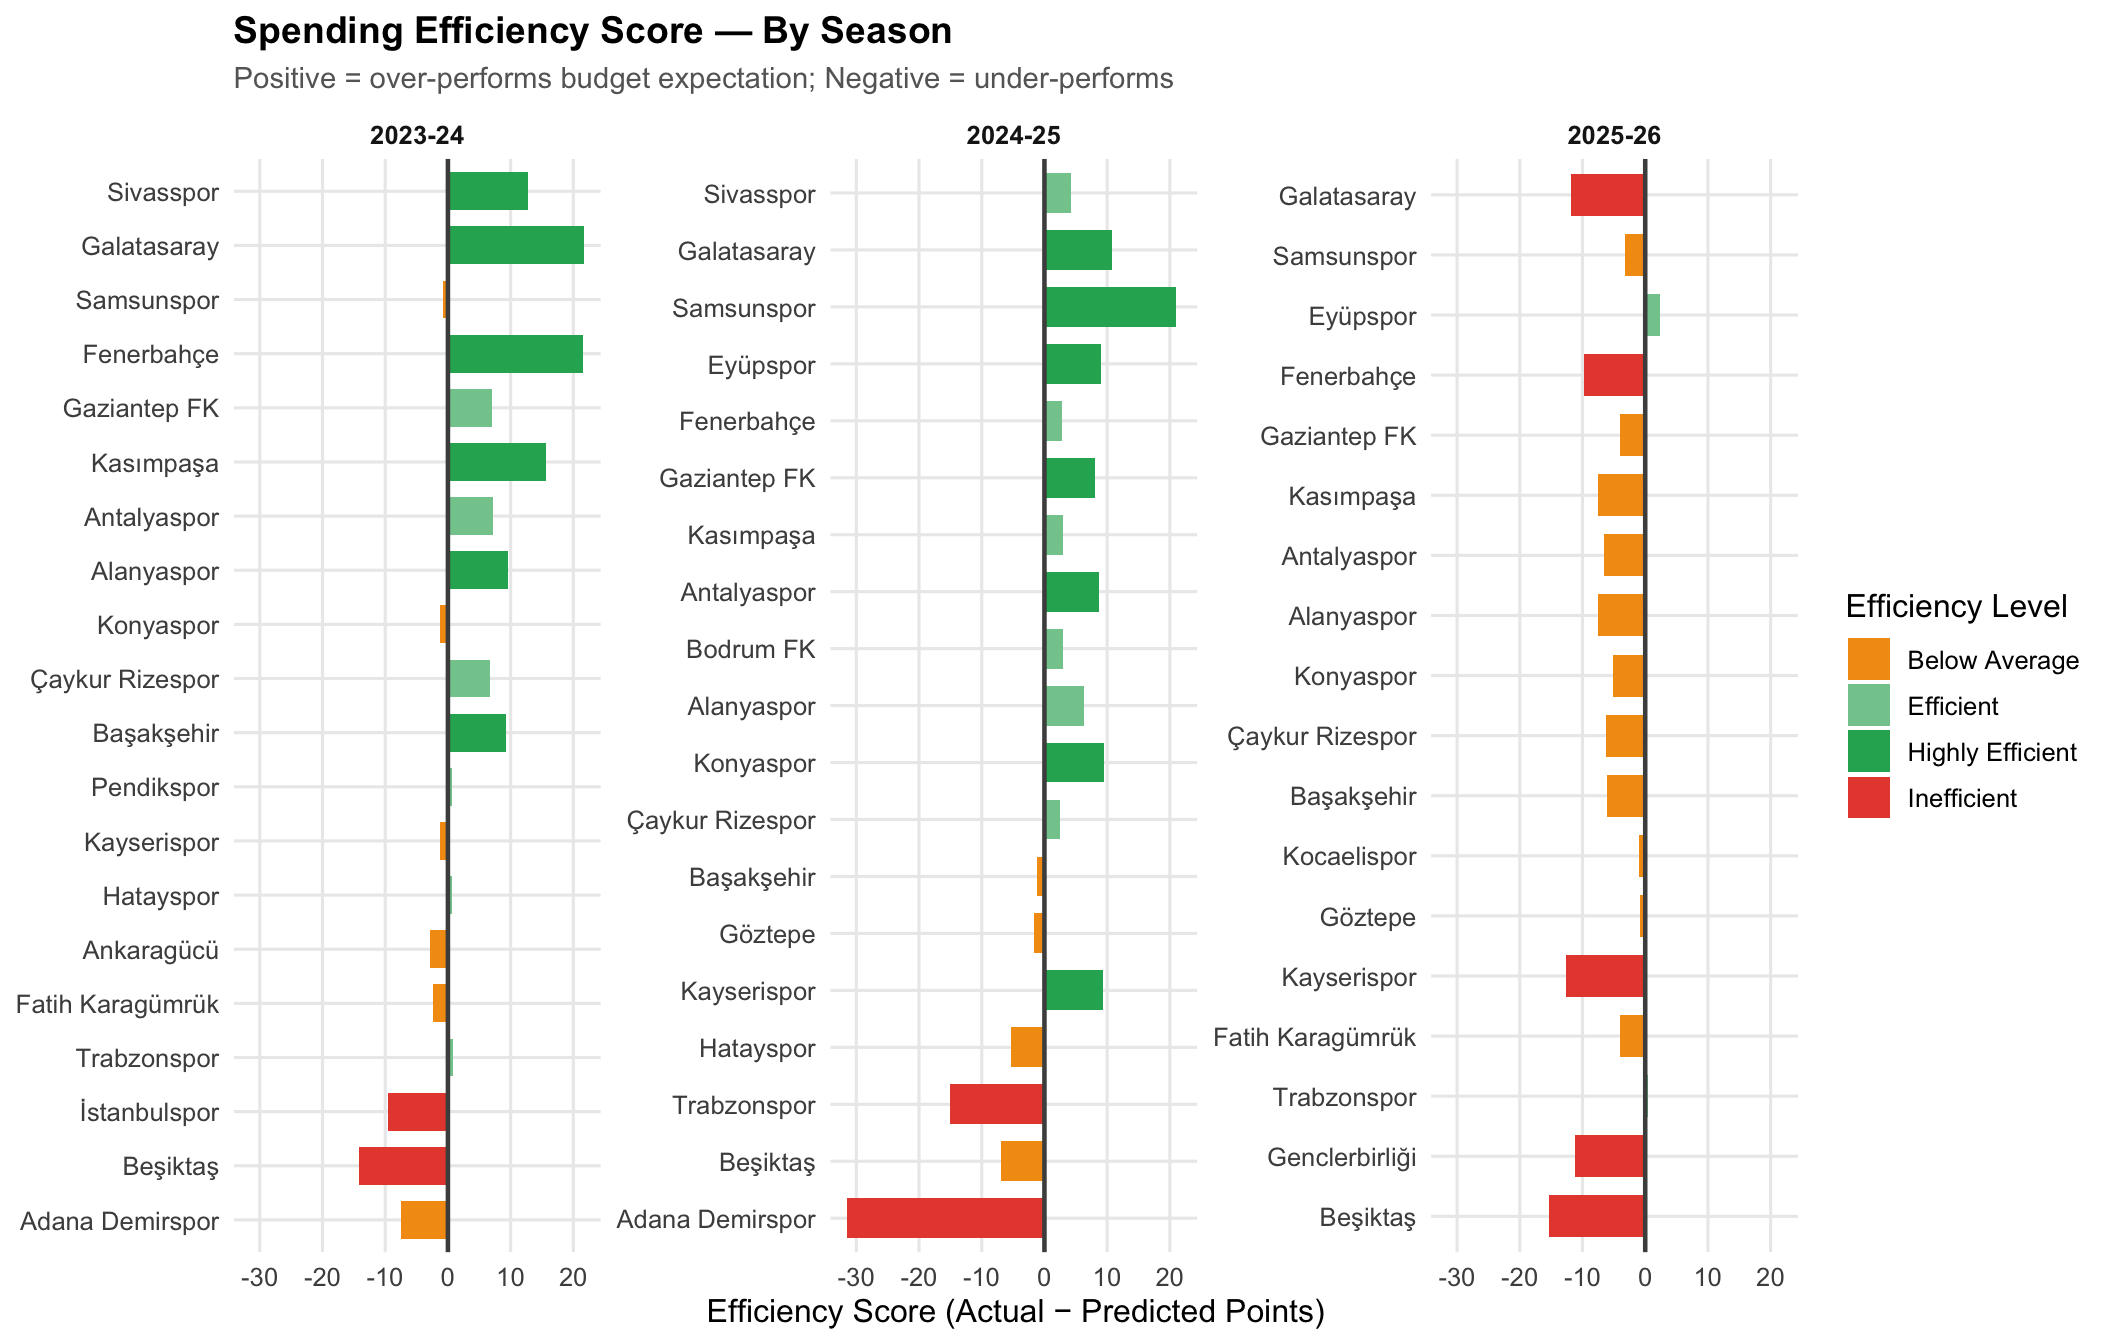 Spending Efficiency Score — By Season
Positive = over-performs budget expectation; Negative = under-performs
2023-24
Sivasspor
Galatasaray
Samsunspor
Fenerbahçe
Gaziantep FK
Kasımpaşa
Antalyaspor
Alanyaspor
Konyaspor
Çaykur Rizespor
Başakşehir
Pendikspor
Kayserispor
Hatayspor
Ankaragücü
Fatih Karagümrük
Trabzonspor
İstanbulspor
Beşiktaş
Adana Demirspor
-30 -20 -10 0 10 20
2024-25
Sivasspor
Galatasaray
Samsunspor
Eyüpspor
Fenerbahçe
Gaziantep FK
Kasımpaşa
Antalyaspor
Bodrum FK
Alanyaspor
Konyaspor
Çaykur Rizespor
Başakşehir
Göztepe
Kayserispor
Hatayspor
Trabzonspor
Beşiktaş
Adana Demirspor
-30 -20 -10 0 10 20
2025-26
Galatasaray
Samsunspor
Eyüpspor
Fenerbahçe
Gaziantep FK
Kasımpaşa
Antalyaspor
Alanyaspor
Konyaspor
Çaykur Rizespor
Başakşehir
Kocaelispor
Göztepe
Kayserispor
Fatih Karagümrük
Trabzonspor
Genclerbirliği
Beşiktaş
-30 -20 -10 0 10 20
Efficiency Score (Actual − Predicted Points)
Efficiency Level
Below Average
Efficient
Highly Efficient
Inefficient